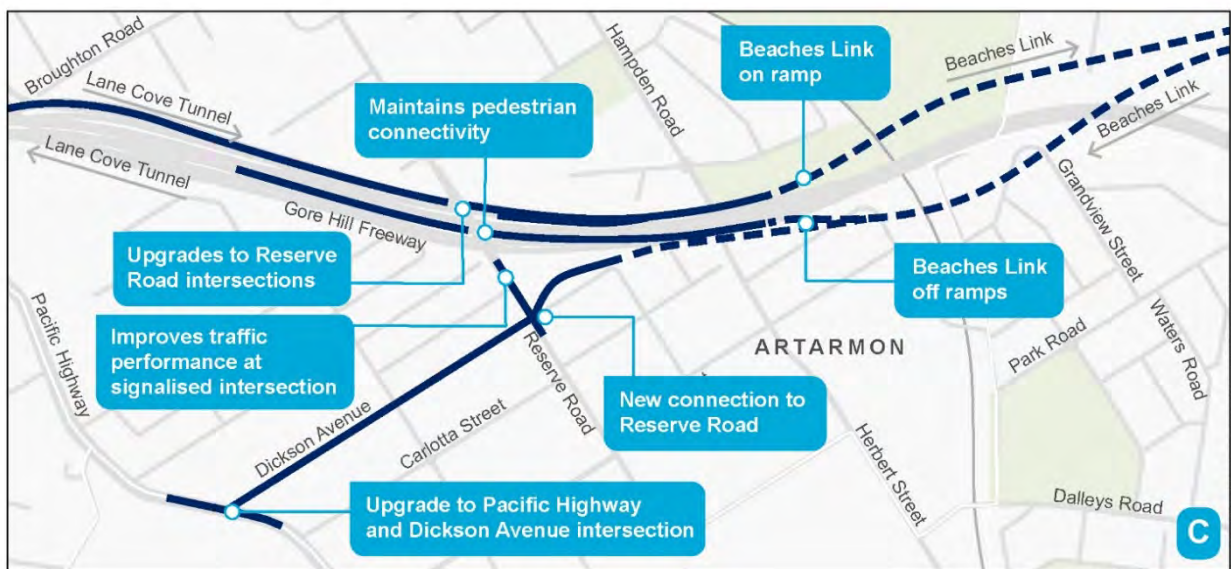 Broughton Road
Lane Cove Tunnel
Lane Cove Tunnel
Gore Hill Freeway
Maintains pedestrian
connectivity
Hampden Road
Beaches Link
on ramp
Beaches Link
Beaches Link
Grandview Street
Upgrades to Reserve
Road intersections
Beaches Link
off ramps
Pacific Highway
Improves traffic
performance at
signalised intersection
Reserve Road
ARTARMON
Park Road
Waters Road
New connection to
Reserve Road
Dickson Avenue
Carlotta Street
Herbert Street
Upgrade to Pacific Highway
and Dickson Avenue intersection
Dalleys Road
C